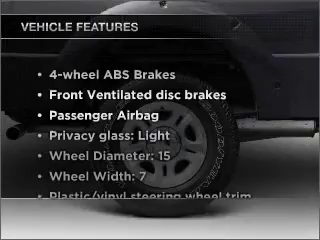 VEHICLE FEATURES
• 4-wheel ABS Brakes
• Front Ventilated disc brakes
• Passenger Airbag
• Privacy glass: Light
• Wheel Diameter: 15
• Wheel Width: 7
• Plastic/vinyl steering wheel trim